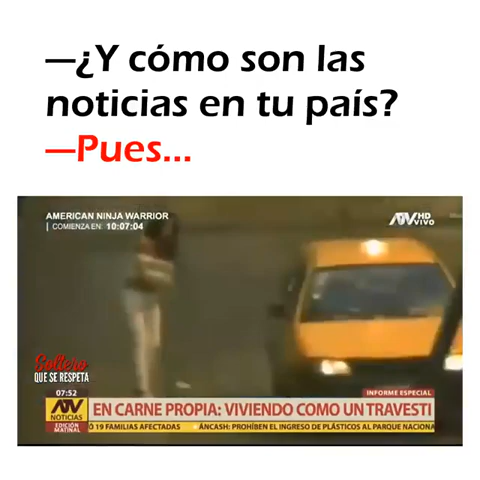 —¿Y cómo son las
noticias en tu país?
—Pues...
AMERICAN NINJA WARRIOR
| COMIENZA EN: 10:07:04
ATV HD
VIVO
Soltero
QUE SE RESPETA
07:52
INFORME ESPECIAL
ATV
NOTICIAS
EDICIÓN
MATINAL
EN CARNE PROPIA: VIVIENDO COMO UN TRAVESTI
Ó 19 FAMILIAS AFECTADAS ÁNCASH: PROHÍBEN EL INGRESO DE PLÁSTICOS AL PARQUE NACIONA